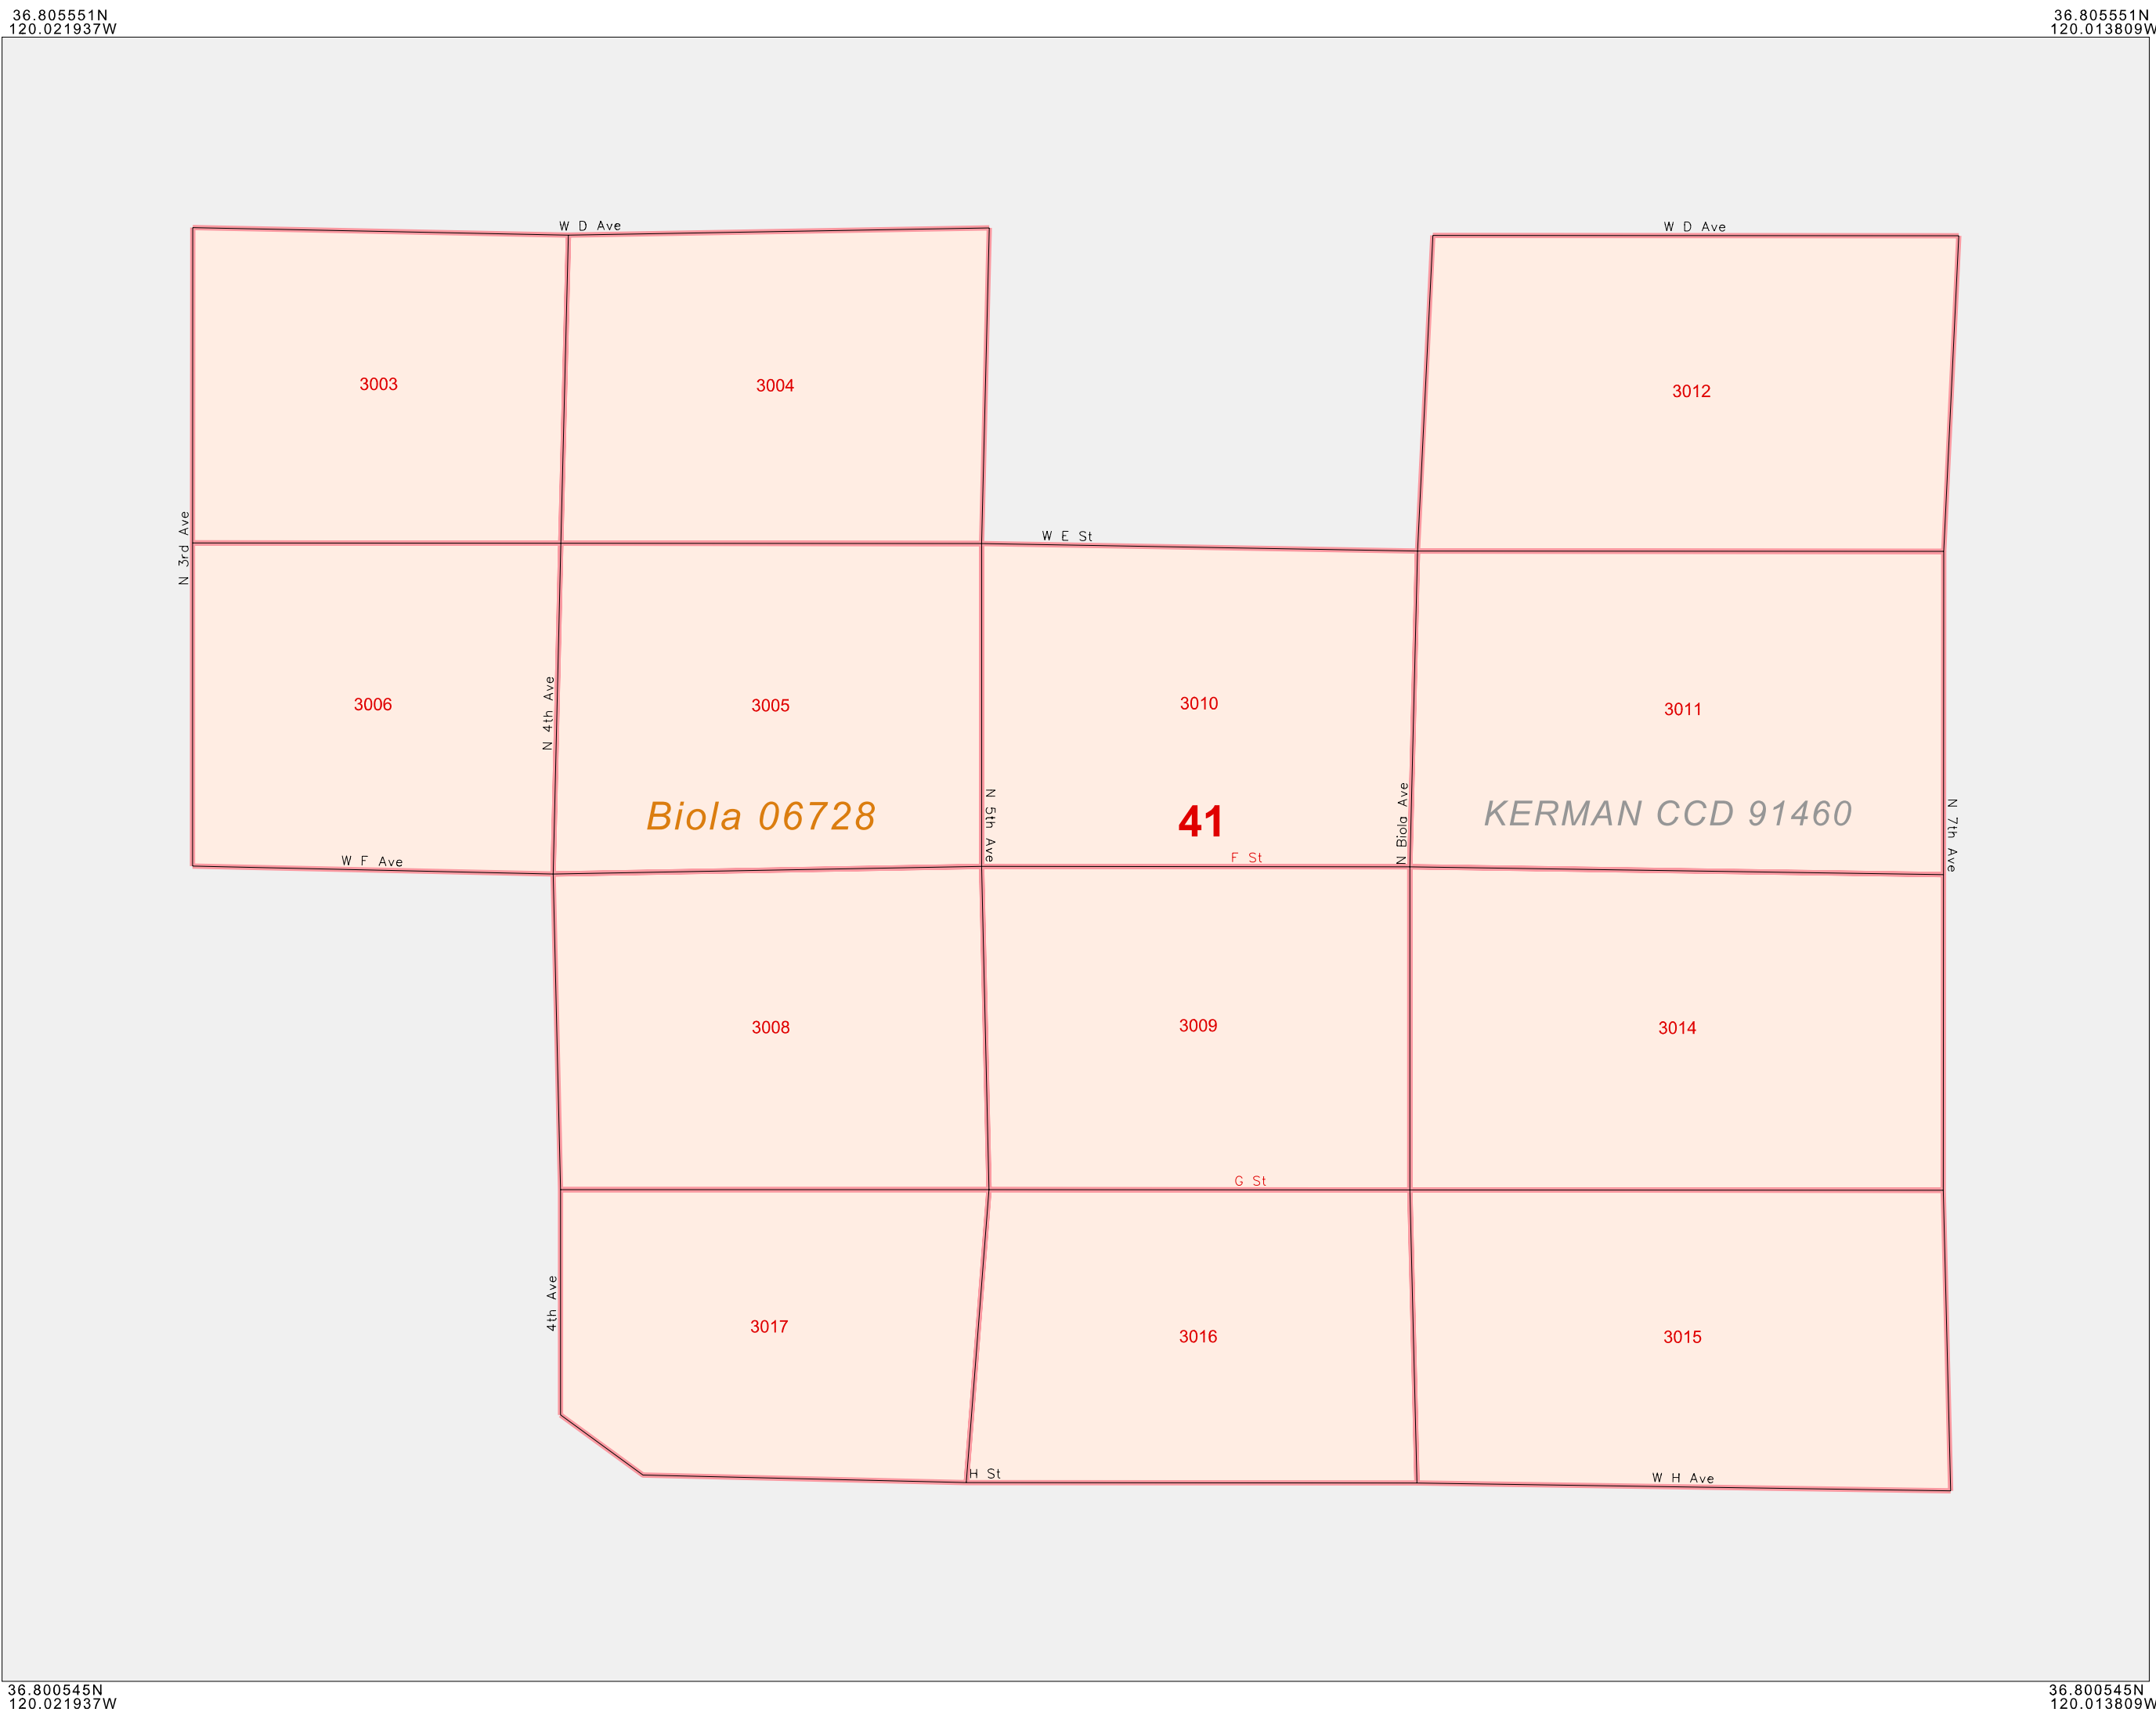 36.805551N
120.021937W
36.805551N
120.013809W
W D Ave
W D Ave
3003
3004
3012
N 3rd Ave
W E St
3006
N 4th Ave
3005
3010
3011
Biola 06728
N 5th Ave
41
N Biola Ave
KERMAN CCD 91460
N 7th Ave
W F Ave
F St
3008
3009
3014
G St
4th Ave
3017
3016
3015
H St
W H Ave
36.800545N
120.021937W
36.800545N
120.013809W